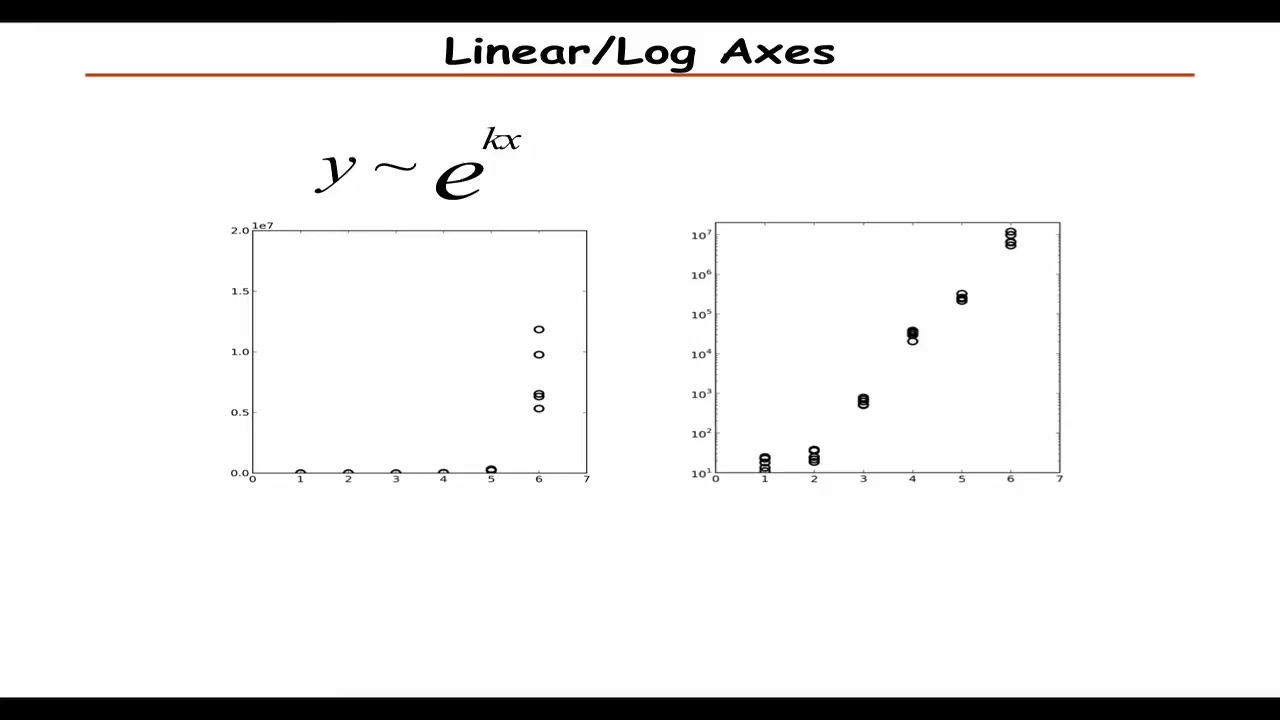 Linear/Log Axes
y ~ e^{kx}
1e7
2.0
1.5
1.0
0.5
0.0
0 1 2 3 4 5 6 7
10^7
10^6
10^5
10^4
10^3
10^2
10^1
0 1 2 3 4 5 6 7